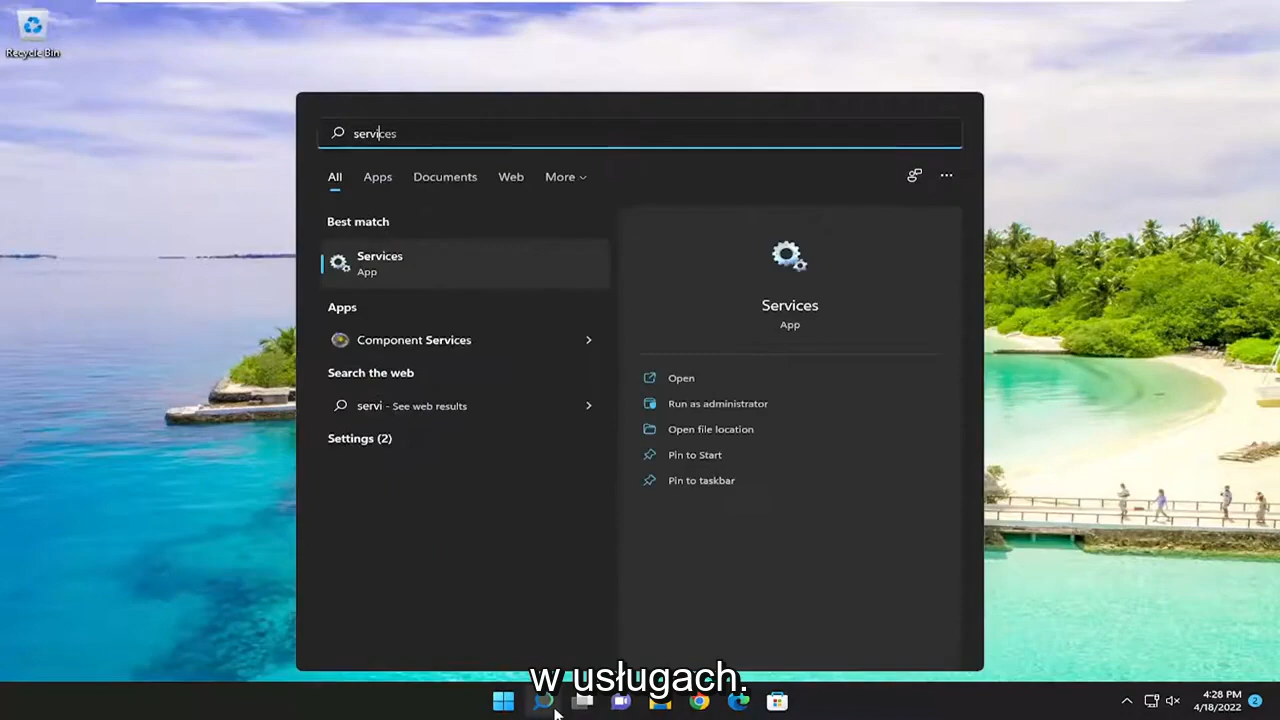 Recycle Bin
services
All Apps Documents Web More
Best match
Services
App
Apps
Component Services
Search the web
servi - See web results
Settings (2)
Services
App
Open
Run as administrator
Open file location
Pin to Start
Pin to taskbar
w usługach.
4:28 PM
4/18/2022
2